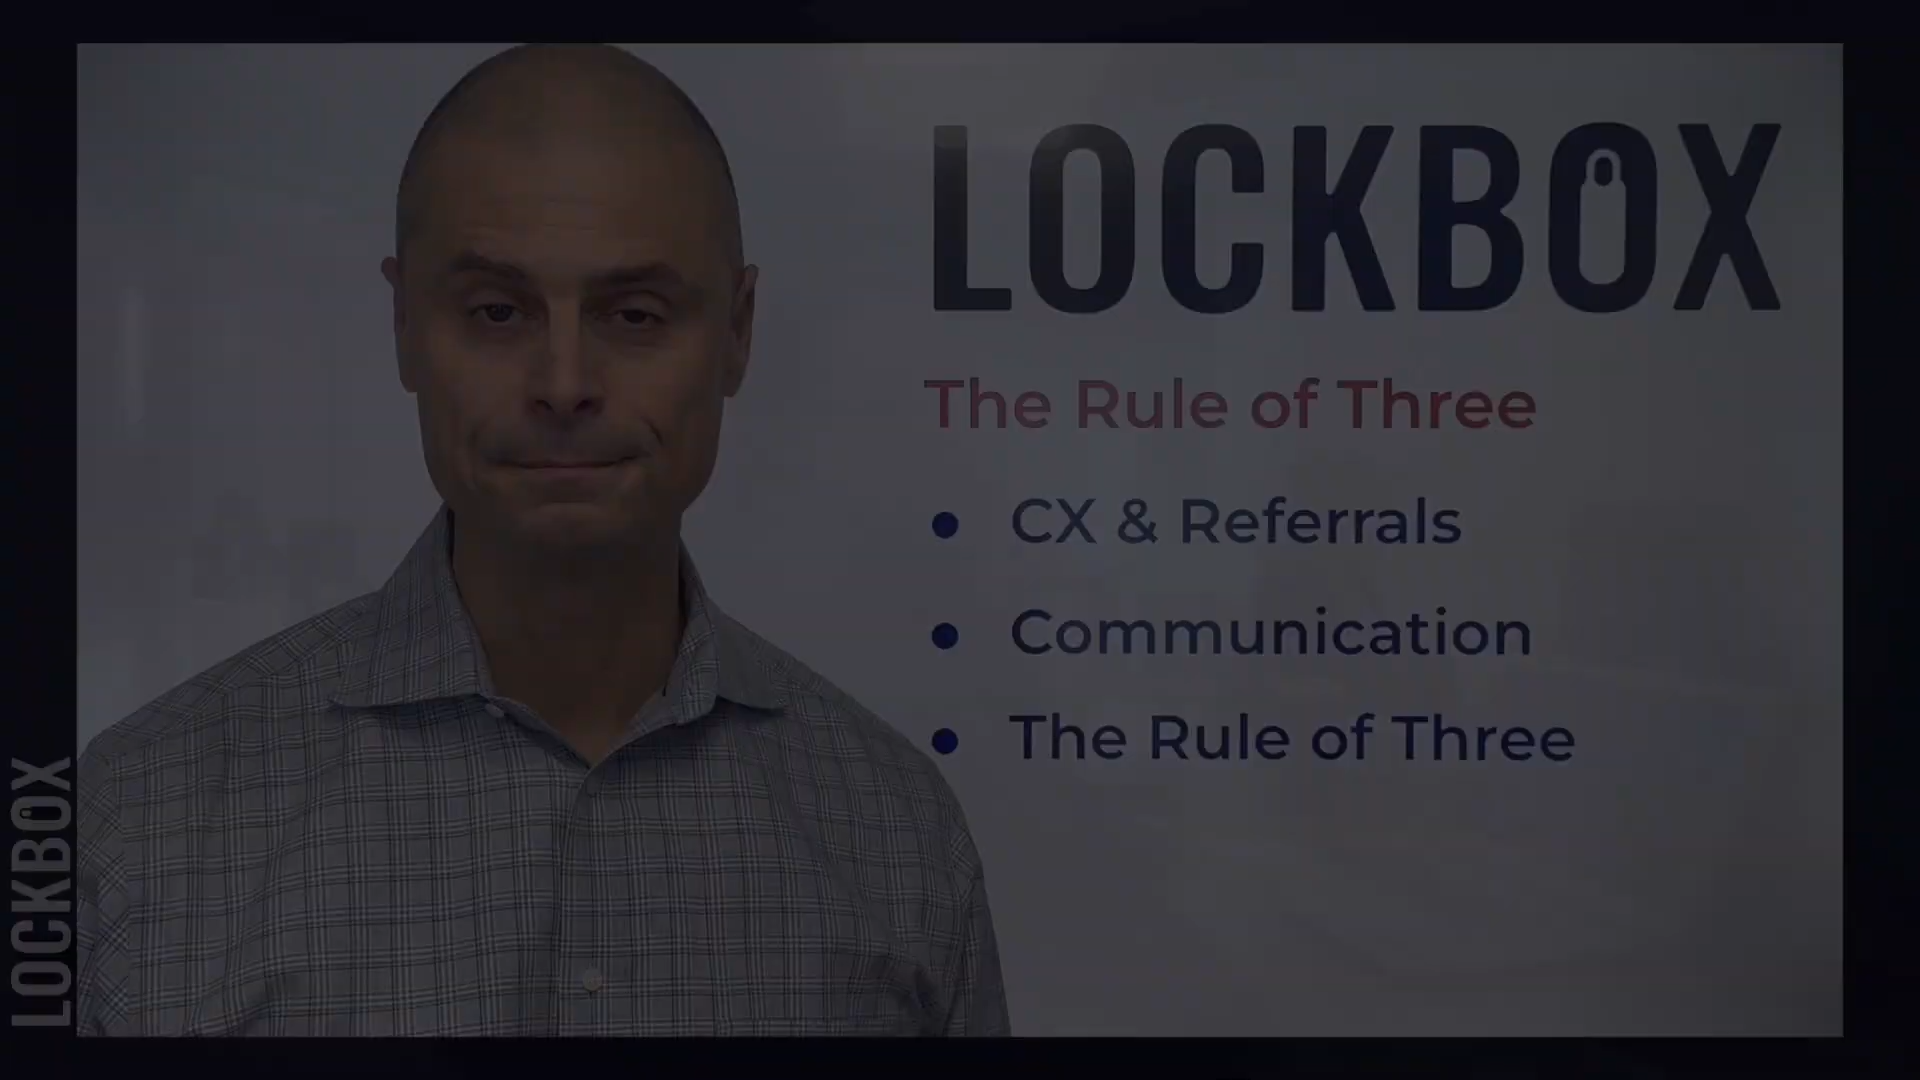 LOCKBOX
The Rule of Three
• CX & Referrals
• Communication
• The Rule of Three
LOCKBOX